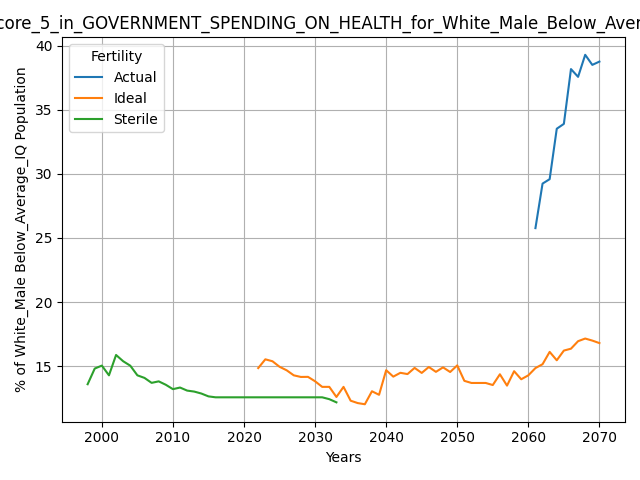 core_5_in_GOVERNMENT_SPENDING_ON_HEALTH_for_White_Male_Below_Aver
Fertility
Actual
Ideal
Sterile
% of White_Male Below_Average_IQ Population
40
35
30
25
20
15
2000 2010 2020 2030 2040 2050 2060 2070
Years